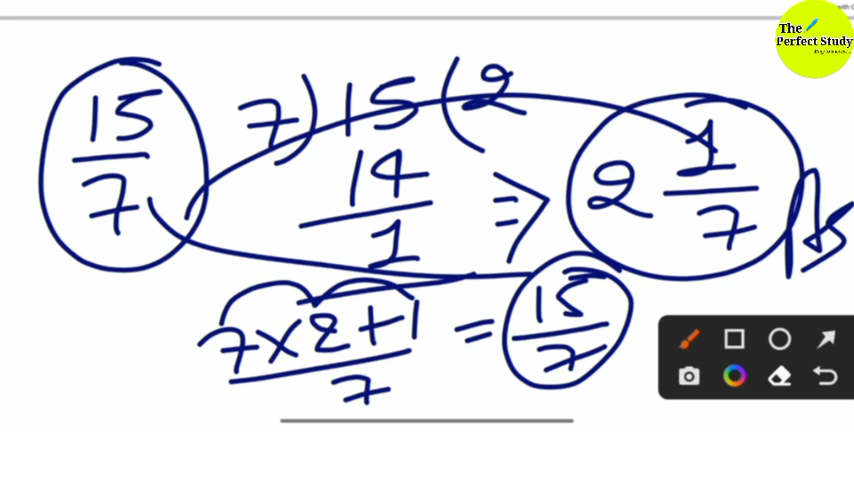 The
Perfect Study
15/7
7)15(2
14
1
⇒ 2 1/7
(7×2+1)/7 = 15/7